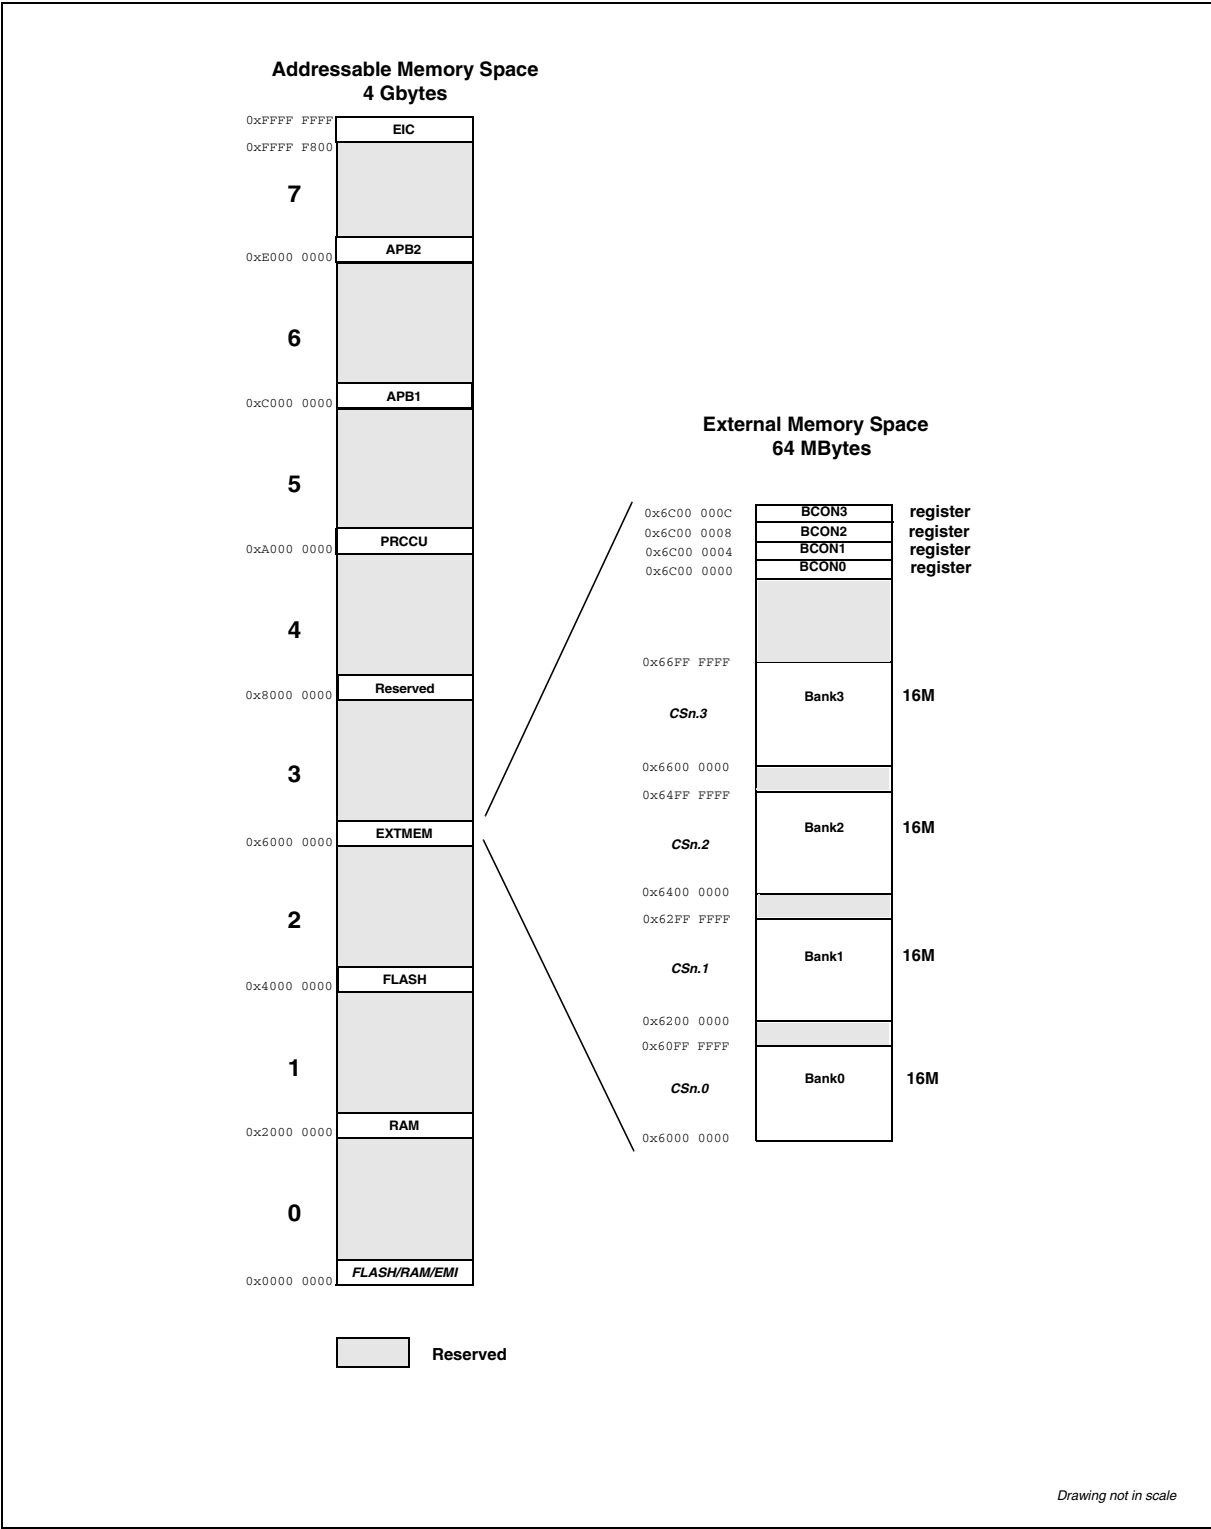 Addressable Memory Space
4 Gbytes
0xFFFF FFFF
EIC
0xFFFF F800
7
APB2
0xE000 0000
6
APB1
0xC000 0000
5
PRCCU
0xA000 0000
4
Reserved
0x8000 0000
3
EXTMEM
0x6000 0000
2
FLASH
0x4000 0000
1
RAM
0x2000 0000
0
FLASH/RAM/EMI
0x0000 0000
Reserved
External Memory Space
64 MBytes
0x6C00 000C BCON3 register
0x6C00 0008 BCON2 register
0x6C00 0004 BCON1 register
0x6C00 0000 BCON0 register
0x66FF FFFF
Bank3 16M
CSn.3
0x6600 0000
0x64FF FFFF
Bank2 16M
CSn.2
0x6400 0000
0x62FF FFFF
Bank1 16M
CSn.1
0x6200 0000
0x60FF FFFF
Bank0 16M
CSn.0
0x6000 0000
Drawing not in scale